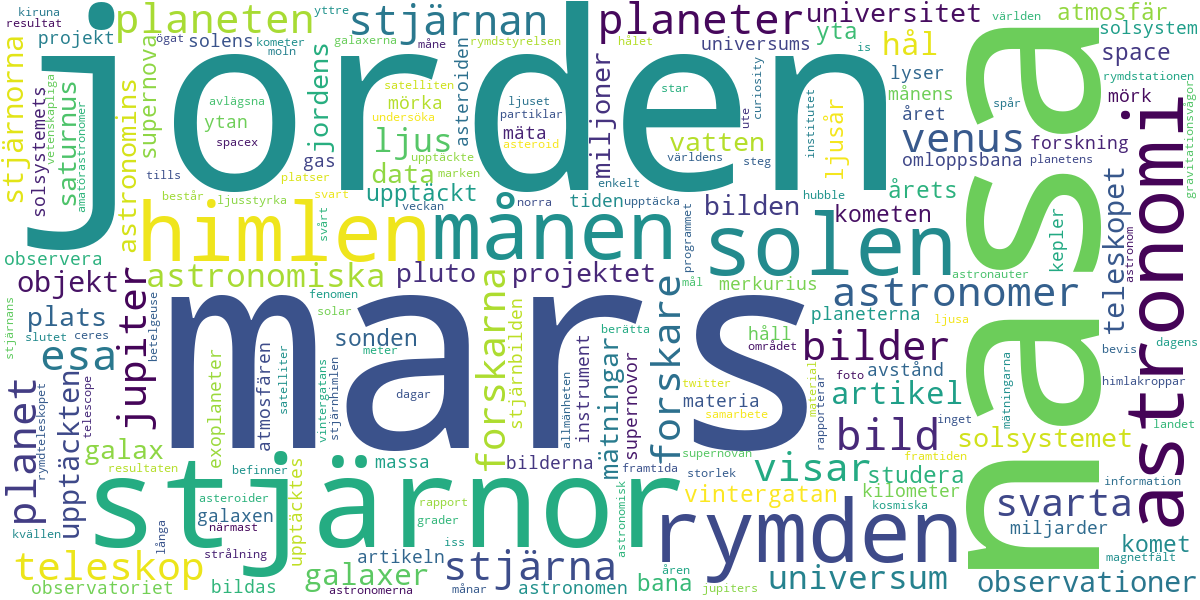 kiruna
resultat
planeten
stjärnan
yttre
ögat
projekt
solens
kometer
moln
galaxerna
måne
rymdstyrelsen
hålet
planeter
universitet
universums
yta
världen
is
atmosfär
solsystem
hål
space
stjärnorna
jorden
supernova
jordens
satelliten
mörka
undersöka
asteroiden
ljuset
partiklar
star
miljoner
ute
curiosity
lyser
månens
rymdstationen
mörk
nasa
solsystemets
saturnus
vetenskapliga
amatörastronomer
astronomins
avlägsna
ytan
spacex
gas
ljus
data
mäta
asteroid
vatten
ljusår
institutet
året
spår
venus
forskning
gravitationsvågor
astronomi
tills
platser
marken
upptäckte
världens
steg
omloppsbana
planetens
består
ljusstyrka
svart
upptäckt
veckan
enkelt
tiden
norra
upptäcka
bilden
hubble
årets
kometen
svårt
himlen
månen
solen
programmet
kepler
teleskopet
astronom
observera
objekt
astronomiska
pluto
projektet
mål
merkurius
astronauter
astronomer
jupiter
betelgeuse
fenomen
solar
forskarna
stjärnbilden
forskare
planeterna
ljusa
stjärnans
plats
slutet
ceres
mars
sonden
meter
berätta
håll
området
bilder
bevis
dagens
esa
atmosfären
satelliter
vintergatans
stjärnhimlen
instrument
mätningar
supernovor
avstånd
foto
mätningarna
himlakroppar
planet
rymdteleskopet
upptäckten
telescope
exoplaneter
dagar
allmänheten
twitter
materia
samarbete
material
rapporterar
artikel
inget
landet
galax
bild
solsystemet
resultaten
befinner
massa
bilderna
framtida
storlek
supernovan
visar
framtiden
studera
stjärnor
asteroider
galaxen
närmast
upptäcktes
rapport
grader
iss
astronomisk
rymden
vintergatan
kilometer
kosmiska
svarta
information
miljarder
kvällen
långa
strålning
artikeln
komet
magnetfält
teleskop
observatoriet
bildas
galaxer
astronomerna
stjärna
månar
astronomen
åren
bana
jupiters
universum
observationer